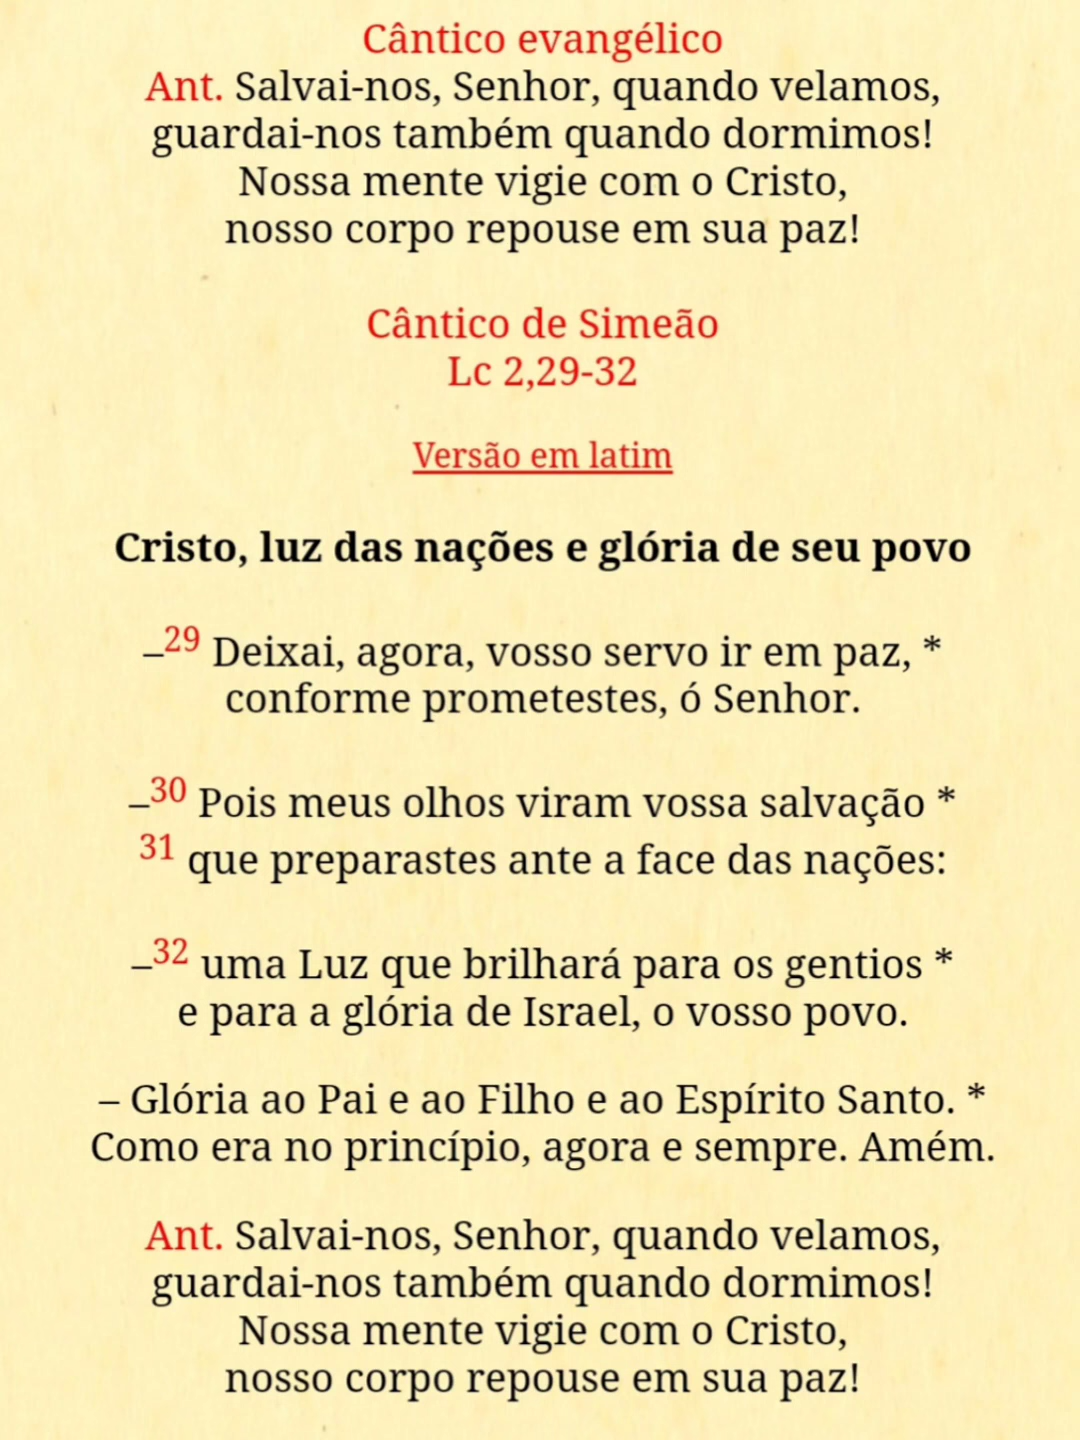 Cântico evangélico
Ant. Salvai-nos, Senhor, quando velamos,
guardai-nos também quando dormimos!
Nossa mente vigie com o Cristo,
nosso corpo repouse em sua paz!
Cântico de Simeão
Lc 2,29-32
Versão em latim
Cristo, luz das nações e glória de seu povo
–29 Deixai, agora, vosso servo ir em paz, *
conforme prometestes, ó Senhor.
–30 Pois meus olhos viram vossa salvação *
31 que preparastes ante a face das nações:
–32 uma Luz que brilhará para os gentios *
e para a glória de Israel, o vosso povo.
– Glória ao Pai e ao Filho e ao Espírito Santo. *
Como era no princípio, agora e sempre. Amém.
Ant. Salvai-nos, Senhor, quando velamos,
guardai-nos também quando dormimos!
Nossa mente vigie com o Cristo,
nosso corpo repouse em sua paz!